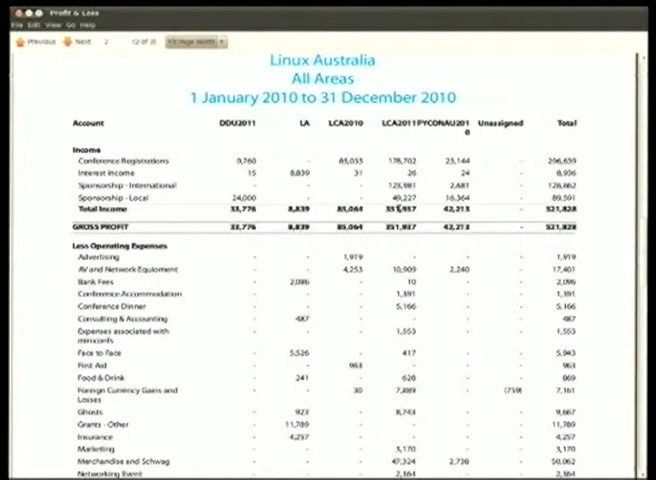 Profit & Loss
File Edit View Go Help
Previous Next 2 Fit Page Width
Linux Australia
All Areas
1 January 2010 to 31 December 2010
Account DDU2011 LA LCA2010 LCA2011 PYCONAU201 Unassigned Total
0
Income
Conference Registrations 9,760 - 85,033 178,702 23,144 - 296,639
Interest Income 15 8,839 31 26 24 - 8,936
Sponsorship - International - - - 2,681 -
Sponsorship - Local 24,000 - - 49,227 16,364 - 89,591
Total Income 33,776 8,839 85,064 351,937 42,213 - 521,828
GROSS PROFIT 33,776 8,839 85,064 351,937 42,213 - 521,828
Less Operating Expenses
Advertising - - 1,919 - - - 1,919
AV and Network Equipment - - 4,253 10,909 2,240 - 17,401
Bank Fees - 2,086 - 10 - - 2,096
Conference Accommodation - - - 1,391 - - 1,391
Conference Dinner - - - 5,166 - - 5,166
Consulting & Accounting - 487 - - - - 487
Expenses associated with - - - 1,553 - - 1,553
miniconfs
Face to Face - 5,526 - 417 - - 5,943
First Aid - - 963 - - - 963
Food & Drink - 241 - 628 - - 869
Foreign Currency Gains and - - 30 7,889 - (759) 7,161
Losses
Ghosts - 923 - 8,743 - - 9,667
Grants - Other - 11,789 - - - - 11,789
Insurance - 4,257 - - - - 4,257
Marketing - - - 3,170 - - 3,170
Merchandise and Schwag - - - 47,324 2,738 - 50,062
Networking Event - - - 2,364 - - 2,364